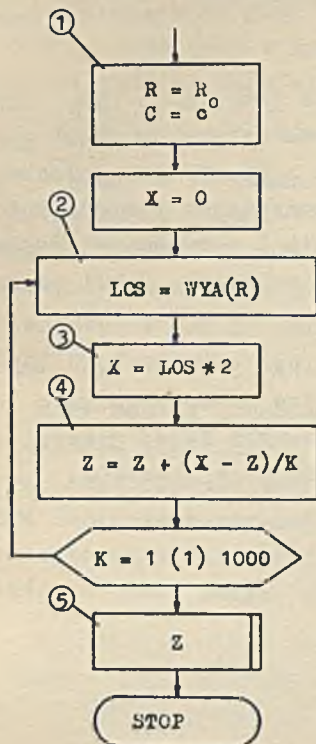 ①
R = R₀
C = c⁰
X = 0
②
LCS = WYA(R)
③
X = LOS * 2
④
Z = Z + (X - Z)/K
K = 1 (1) 1000
⑤
Z
STOP